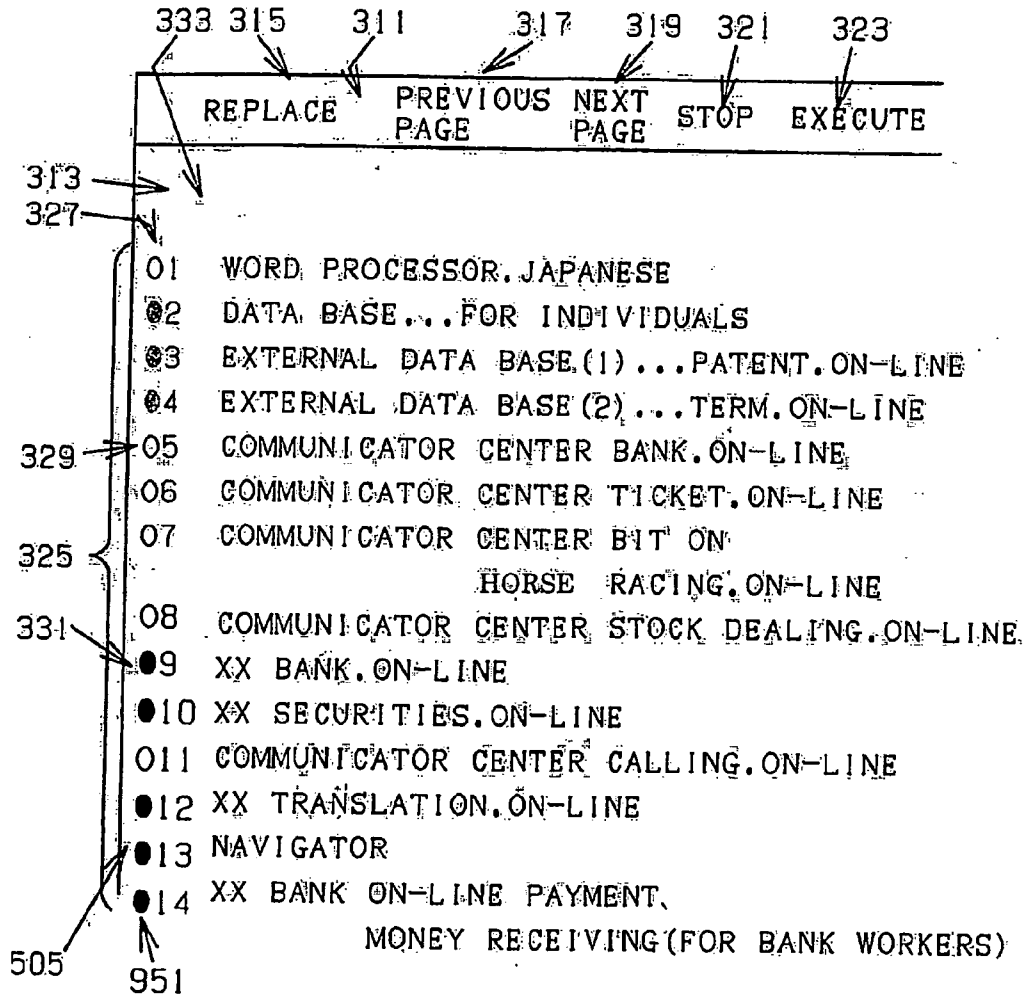 333 315 311 317 319 321 323
REPLACE PREVIOUS PAGE NEXT PAGE STOP EXECUTE
313
327
01 WORD PROCESSOR.JAPANESE
●2 DATA BASE...FOR INDIVIDUALS
●3 EXTERNAL DATA BASE(1)...PATENT.ON-LINE
●4 EXTERNAL DATA BASE(2)...TERM.ON-LINE
329 05 COMMUNICATOR CENTER BANK.ON-LINE
06 COMMUNICATOR CENTER TICKET.ON-LINE
07 COMMUNICATOR CENTER BIT ON
325 HORSE RACING.ON-LINE
08 COMMUNICATOR CENTER STOCK DEALING.ON-LINE
331 ●9 XX BANK.ON-LINE
●10 XX SECURITIES.ON-LINE
011 COMMUNICATOR CENTER CALLING.ON-LINE
●12 XX TRANSLATION.ON-LINE
●13 NAVIGATOR
●14 XX BANK ON-LINE PAYMENT、
MONEY RECEIVING(FOR BANK WORKERS)
505
951